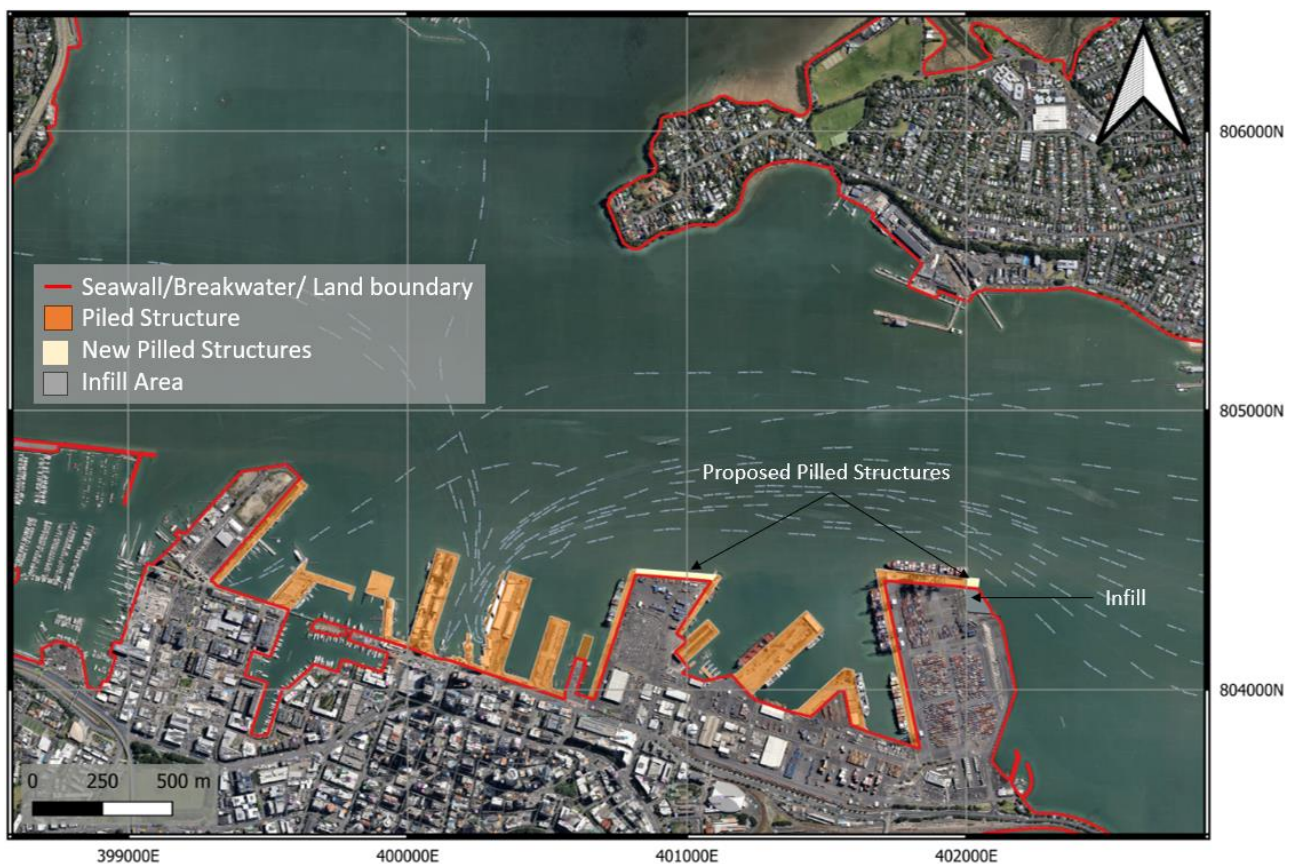 806000N
Seawall/Breakwater/ Land boundary
Piled Structure
New Pilled Structures
Infill Area
805000N
Proposed Pilled Structures
Infill
804000N
0 250 500 m
399000E 400000E 401000E 402000E